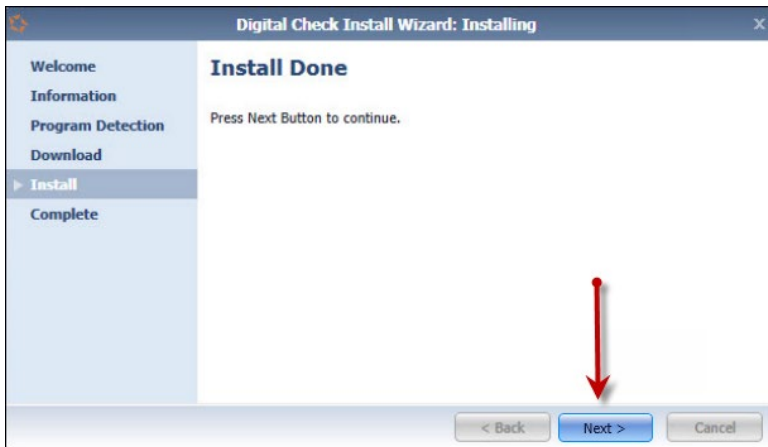 Digital Check Install Wizard: Installing
X
Welcome
Information
Program Detection
Download
Install
Complete
Install Done
Press Next Button to continue.
< Back
Next >
Cancel